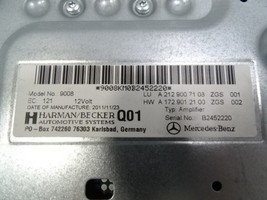 *9008KM0B2452220*
Model No. 9008 LU A 212 900 71 03 ZGS 001
EC. 121 12Volt HW A 172 901 21 03 ZGS 002
DATE OF MANUFACTURE: 2011/11/23
HARMAN/BECKER Q01 Typ. Amplifier
AUTOMOTIVE SYSTEMS Serial No.: B2452220
PO-Box 742260 76303 Karlsbad, Germany Mercedes-Benz